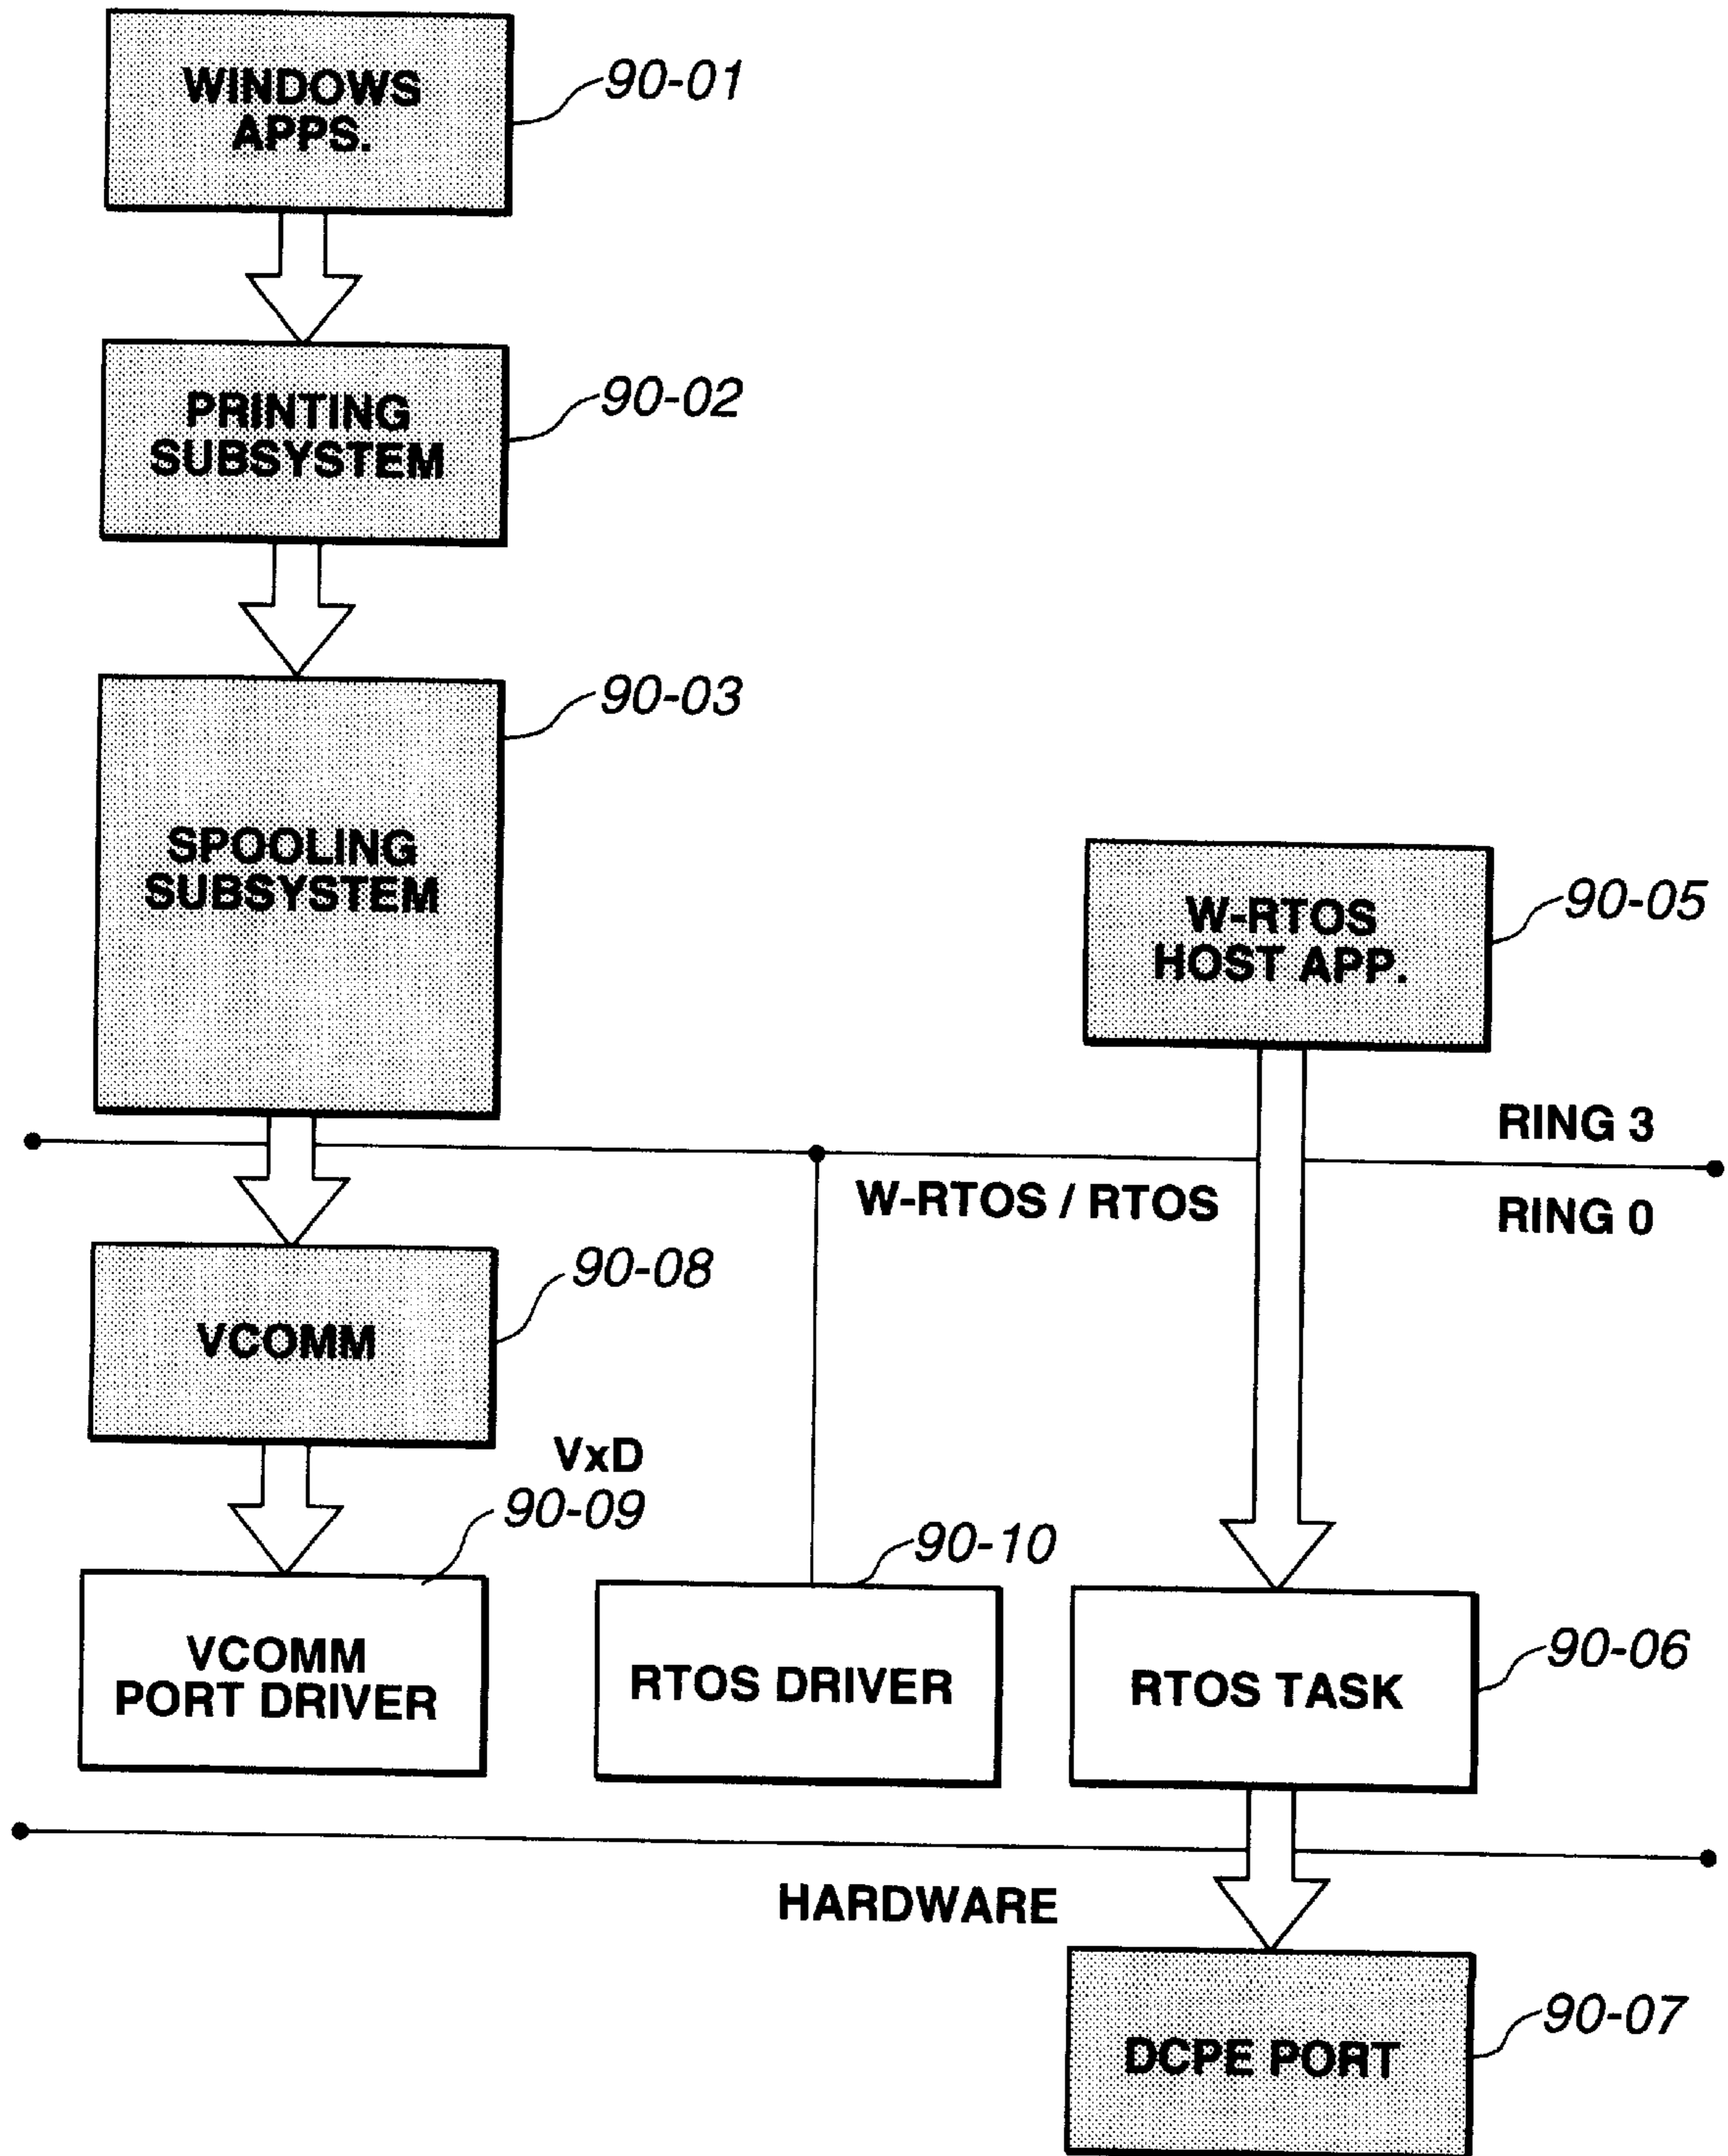 WINDOWS
APPS.
90-01
PRINTING
SUBSYSTEM
90-02
SPOOLING
SUBSYSTEM
90-03
W-RTOS
HOST APP.
90-05
RING 3
W-RTOS / RTOS
RING 0
VCOMM
90-08
VxD
90-09
VCOMM
PORT DRIVER
90-10
RTOS DRIVER
RTOS TASK
90-06
HARDWARE
DCPE PORT
90-07